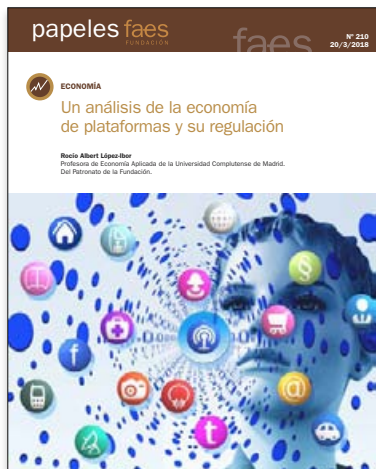 papeles faes
FUNDACIÓN
faes
Nº 210
20/3/2018
ECONOMÍA
Un análisis de la economía
de plataformas y su regulación
Rocío Albert López-Ibor
Profesora de Economía Aplicada de la Universidad Complutense de Madrid.
Del Patronato de la Fundación.
f
§
@
t